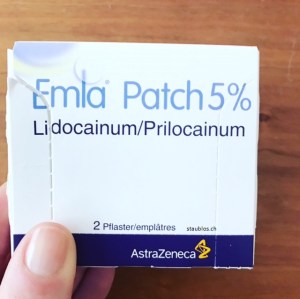 Emla® Patch 5%
Lidocainum/Prilocainum
2 Pflaster/emplâtres
staublos.ch
AstraZeneca